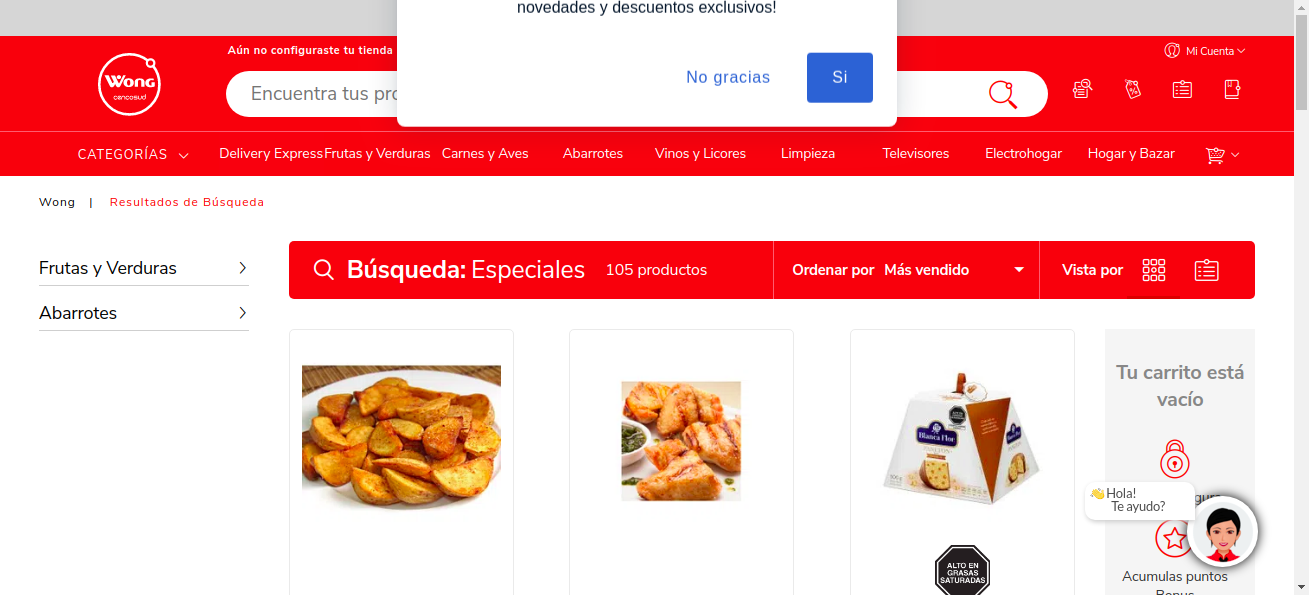 novedades y descuentos exclusivos!
No gracias
Si
Aún no configuraste tu tienda
Mi Cuenta
Wong
cencosud
Encuentra tus pro
CATEGORÍAS
Delivery Express
Frutas y Verduras
Carnes y Aves
Abarrotes
Vinos y Licores
Limpieza
Televisores
Electrohogar
Hogar y Bazar
Wong | Resultados de Búsqueda
Frutas y Verduras
Abarrotes
Búsqueda: Especiales
105 productos
Ordenar por Más vendido
Vista por
Blanca Flor
PANETÓN
ALTO EN
GRASAS
SATURADAS
Tu carrito está
vacío
Hola!
Te ayudo?
Acumulas puntos
Bonus